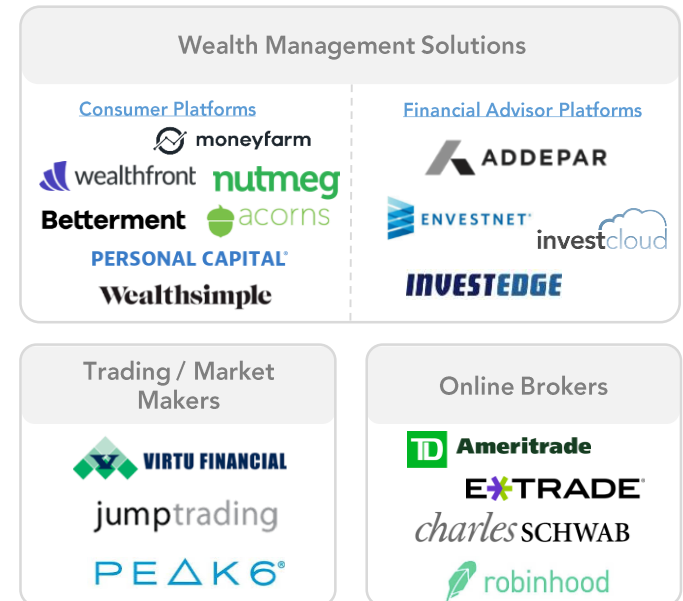 Wealth Management Solutions
Consumer Platforms
moneyfarm
wealthfront
nutmeg
Betterment
acorns
PERSONAL CAPITAL®
Wealthsimple
Financial Advisor Platforms
ADDEPAR
ENVESTNET®
investcloud
INVESTEDGE
Trading / Market
Makers
VIRTU FINANCIAL
jumptrading
PEAK6®
Online Brokers
TD Ameritrade
E*TRADE®
charles SCHWAB
robinhood